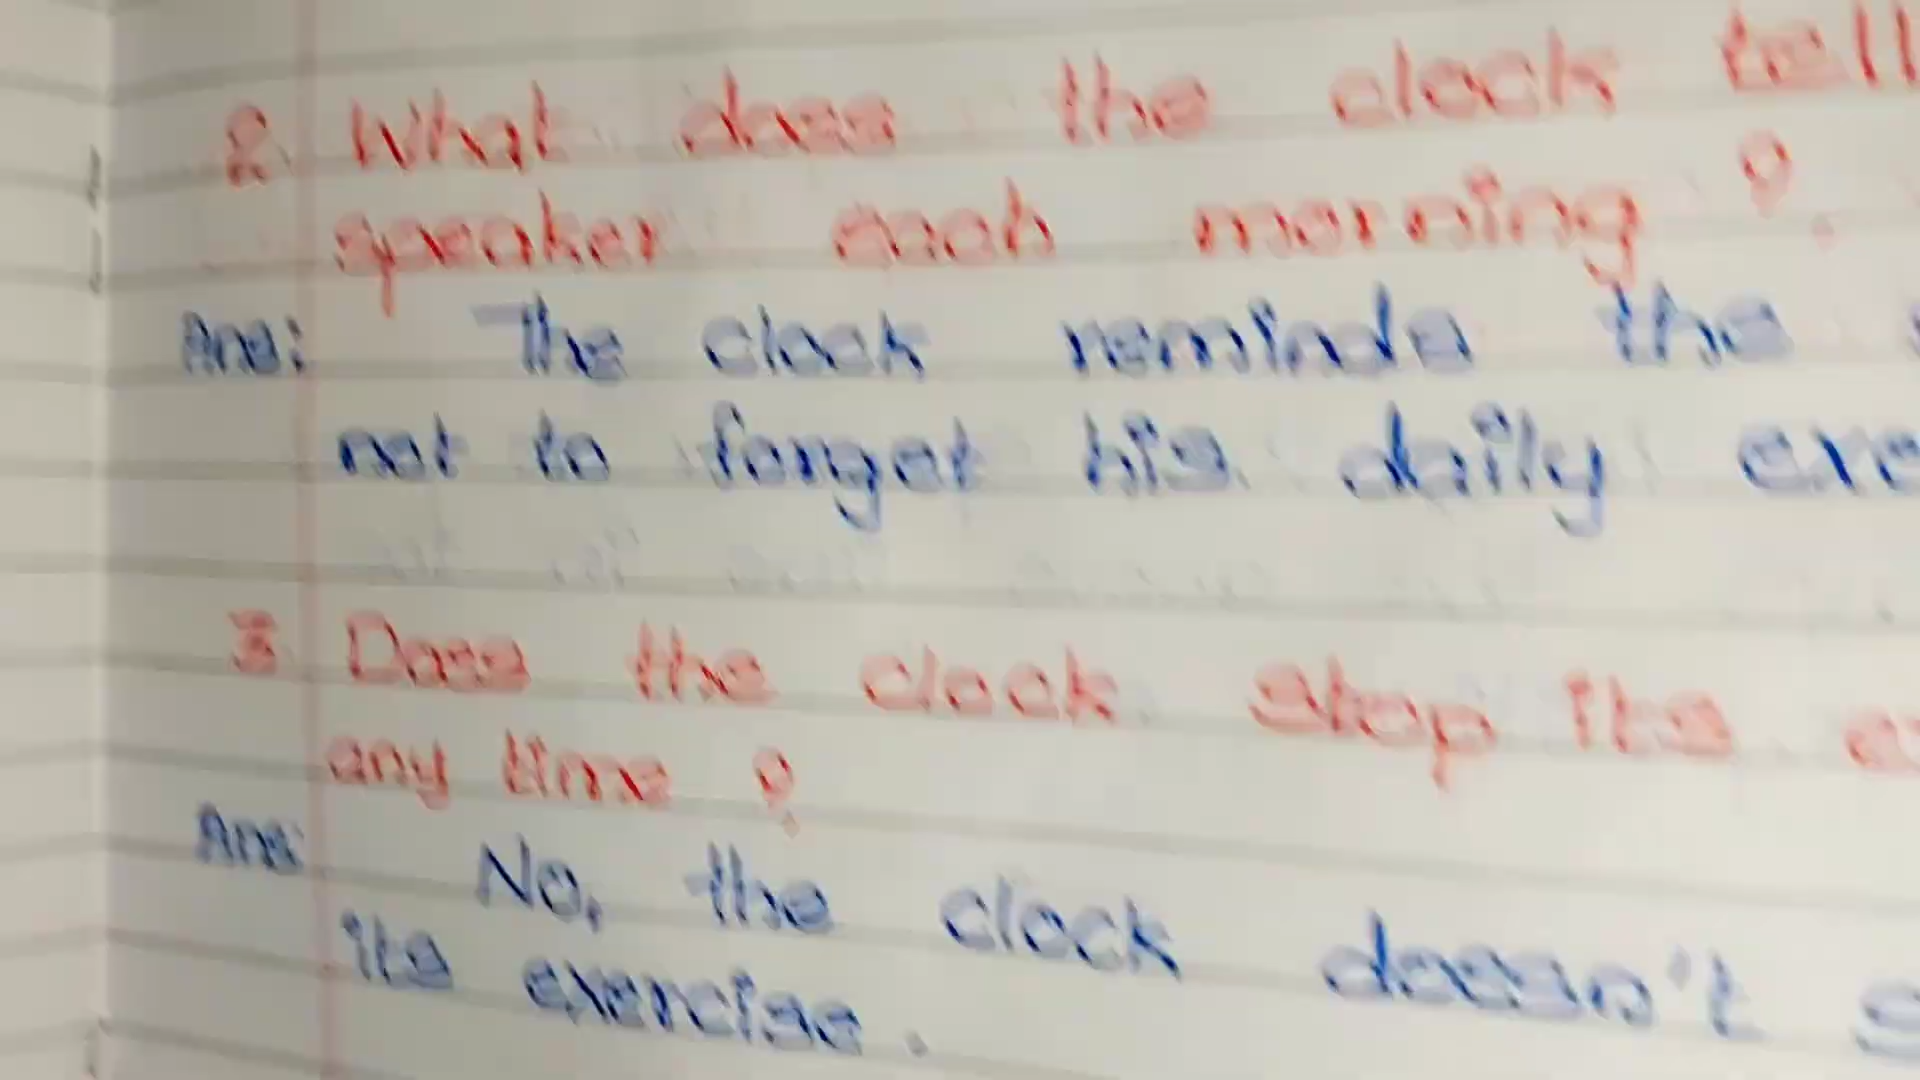 2. What does the clock tell
speaker each morning ?
Ans: The clock reminds the
not to forget his daily
3. Does the clock stop its
any time ?
Ans: No, the clock doesn't
its exercise.